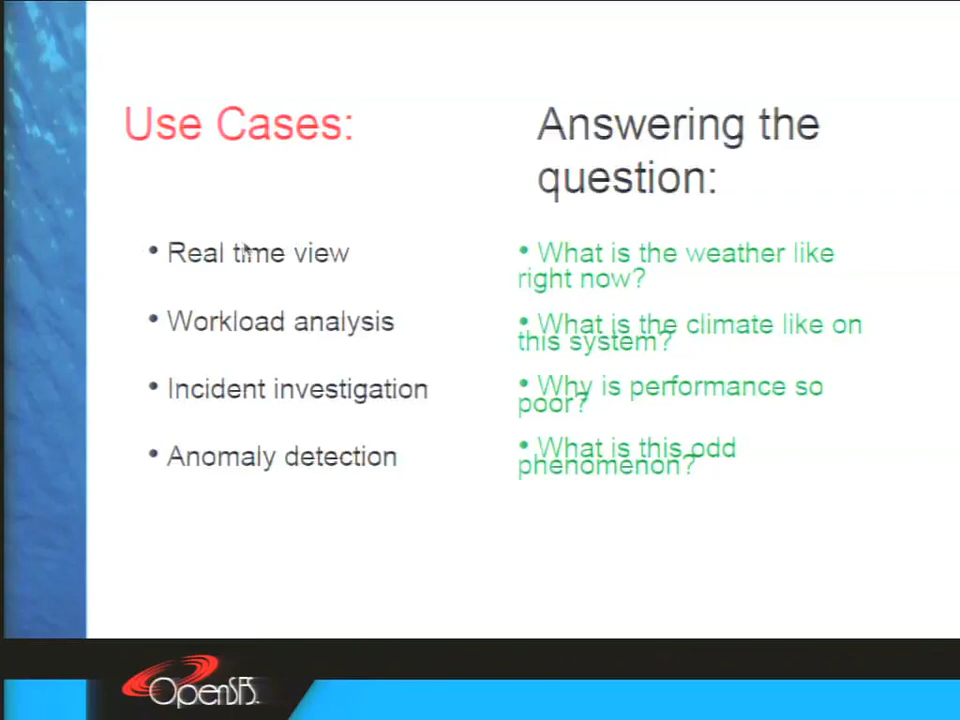 Use Cases:
• Real time view
• Workload analysis
• Incident investigation
• Anomaly detection
Answering the
question:
• What is the weather like
right now?
• What is the climate like on
this system?
• Why is performance so
poor?
• What is this odd
phenomenon?
OpenSFS